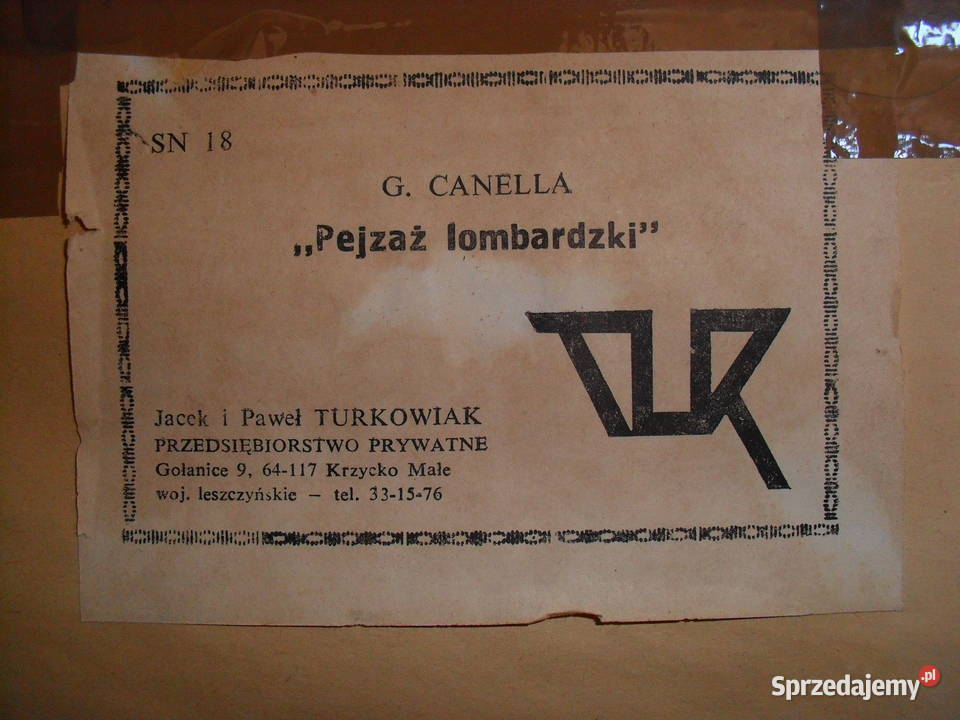 SN 18
G. CANELLA
„Pejzaż lombardzki”
TUR
Jacek i Paweł TURKOWIAK
PRZEDSIĘBIORSTWO PRYWATNE
Gołanice 9, 64-117 Krzycko Małe
woj. leszczyńskie — tel. 33-15-76
Sprzedajemy.pl